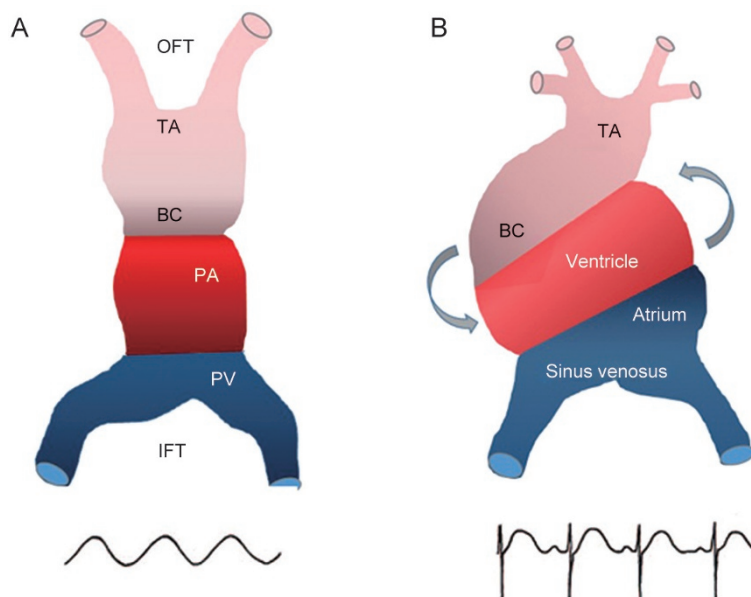 A
OFT
TA
BC
PA
PV
IFT
B
TA
BC
Ventricle
Atrium
Sinus venosus